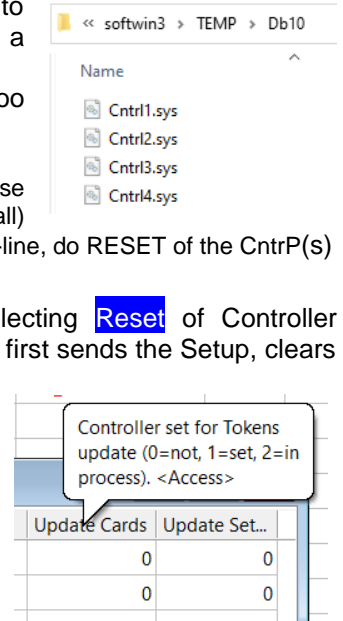 to
a
oo
se
all)
« softwin3 > TEMP > Db10
Name
Cntrl1.sys
Cntrl2.sys
Cntrl3.sys
Cntrl4.sys
-line, do RESET of the CntrP(s)
lecting Reset of Controller
first sends the Setup, clears
Controller set for Tokens
update (0=not, 1=set, 2=in
process). <Access>
Update Cards Update Set...
0 0
0 0